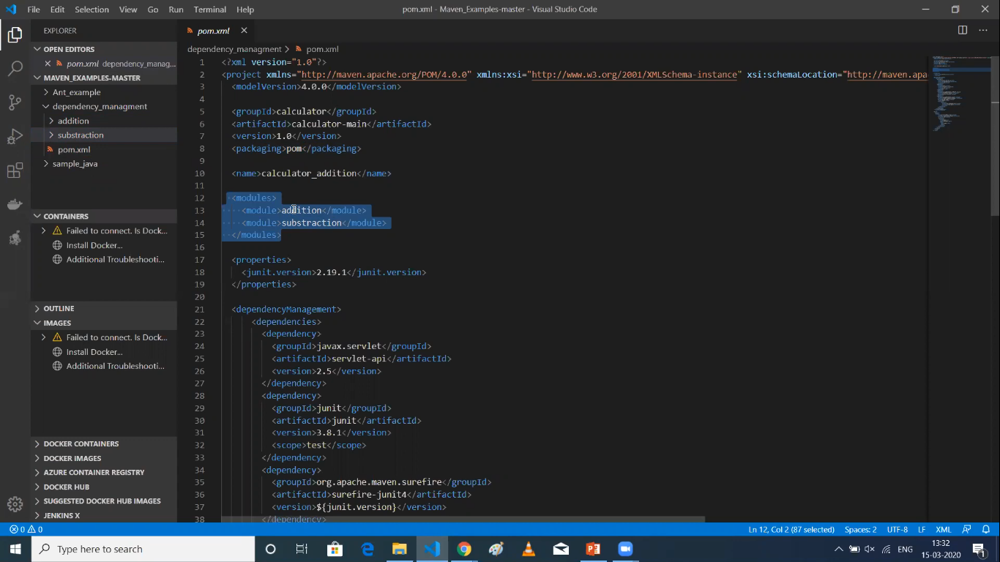 File Edit Selection View Go Run Terminal Help
pom.xml - Maven_Examples-master - Visual Studio Code
EXPLORER
OPEN EDITORS
pom.xml dependency_manag...
MAVEN_EXAMPLES-MASTER
Ant_example
dependency_managment
addition
substraction
pom.xml
sample_java
CONTAINERS
Failed to connect. Is Dock...
Install Docker...
Additional Troubleshooti...
OUTLINE
IMAGES
Failed to connect. Is Dock...
Install Docker...
Additional Troubleshooti...
DOCKER CONTAINERS
DOCKER IMAGES
AZURE CONTAINER REGISTRY
DOCKER HUB
SUGGESTED DOCKER HUB IMAGES
JENKINS X
pom.xml
dependency_managment > pom.xml
1 <?xml version="1.0"?>
2 <project xmlns="http://maven.apache.org/POM/4.0.0" xmlns:xsi="http://www.w3.org/2001/XMLSchema-instance" xsi:schemaLocation="http://maven.apa
3 <modelVersion>4.0.0</modelVersion>
4
5 <groupId>calculator</groupId>
6 <artifactId>calculator-main</artifactId>
7 <version>1.0</version>
8 <packaging>pom</packaging>
9
10 <name>calculator_addition</name>
11
12 <modules>
13 <module>addition</module>
14 <module>substraction</module>
15 </modules>
16
17 <properties>
18 <junit.version>2.19.1</junit.version>
19 </properties>
20
21 <dependencyManagement>
22 <dependencies>
23 <dependency>
24 <groupId>javax.servlet</groupId>
25 <artifactId>servlet-api</artifactId>
26 <version>2.5</version>
27 </dependency>
28 <dependency>
29 <groupId>junit</groupId>
30 <artifactId>junit</artifactId>
31 <version>3.8.1</version>
32 <scope>test</scope>
33 </dependency>
34 <dependency>
35 <groupId>org.apache.maven.surefire</groupId>
36 <artifactId>surefire-junit4</artifactId>
37 <version>${junit.version}</version>
38 </dependency>
0 0
Ln 12, Col 2 (87 selected) Spaces: 2 UTF-8 LF XML
Type here to search
ENG
13:32
15-03-2020
1